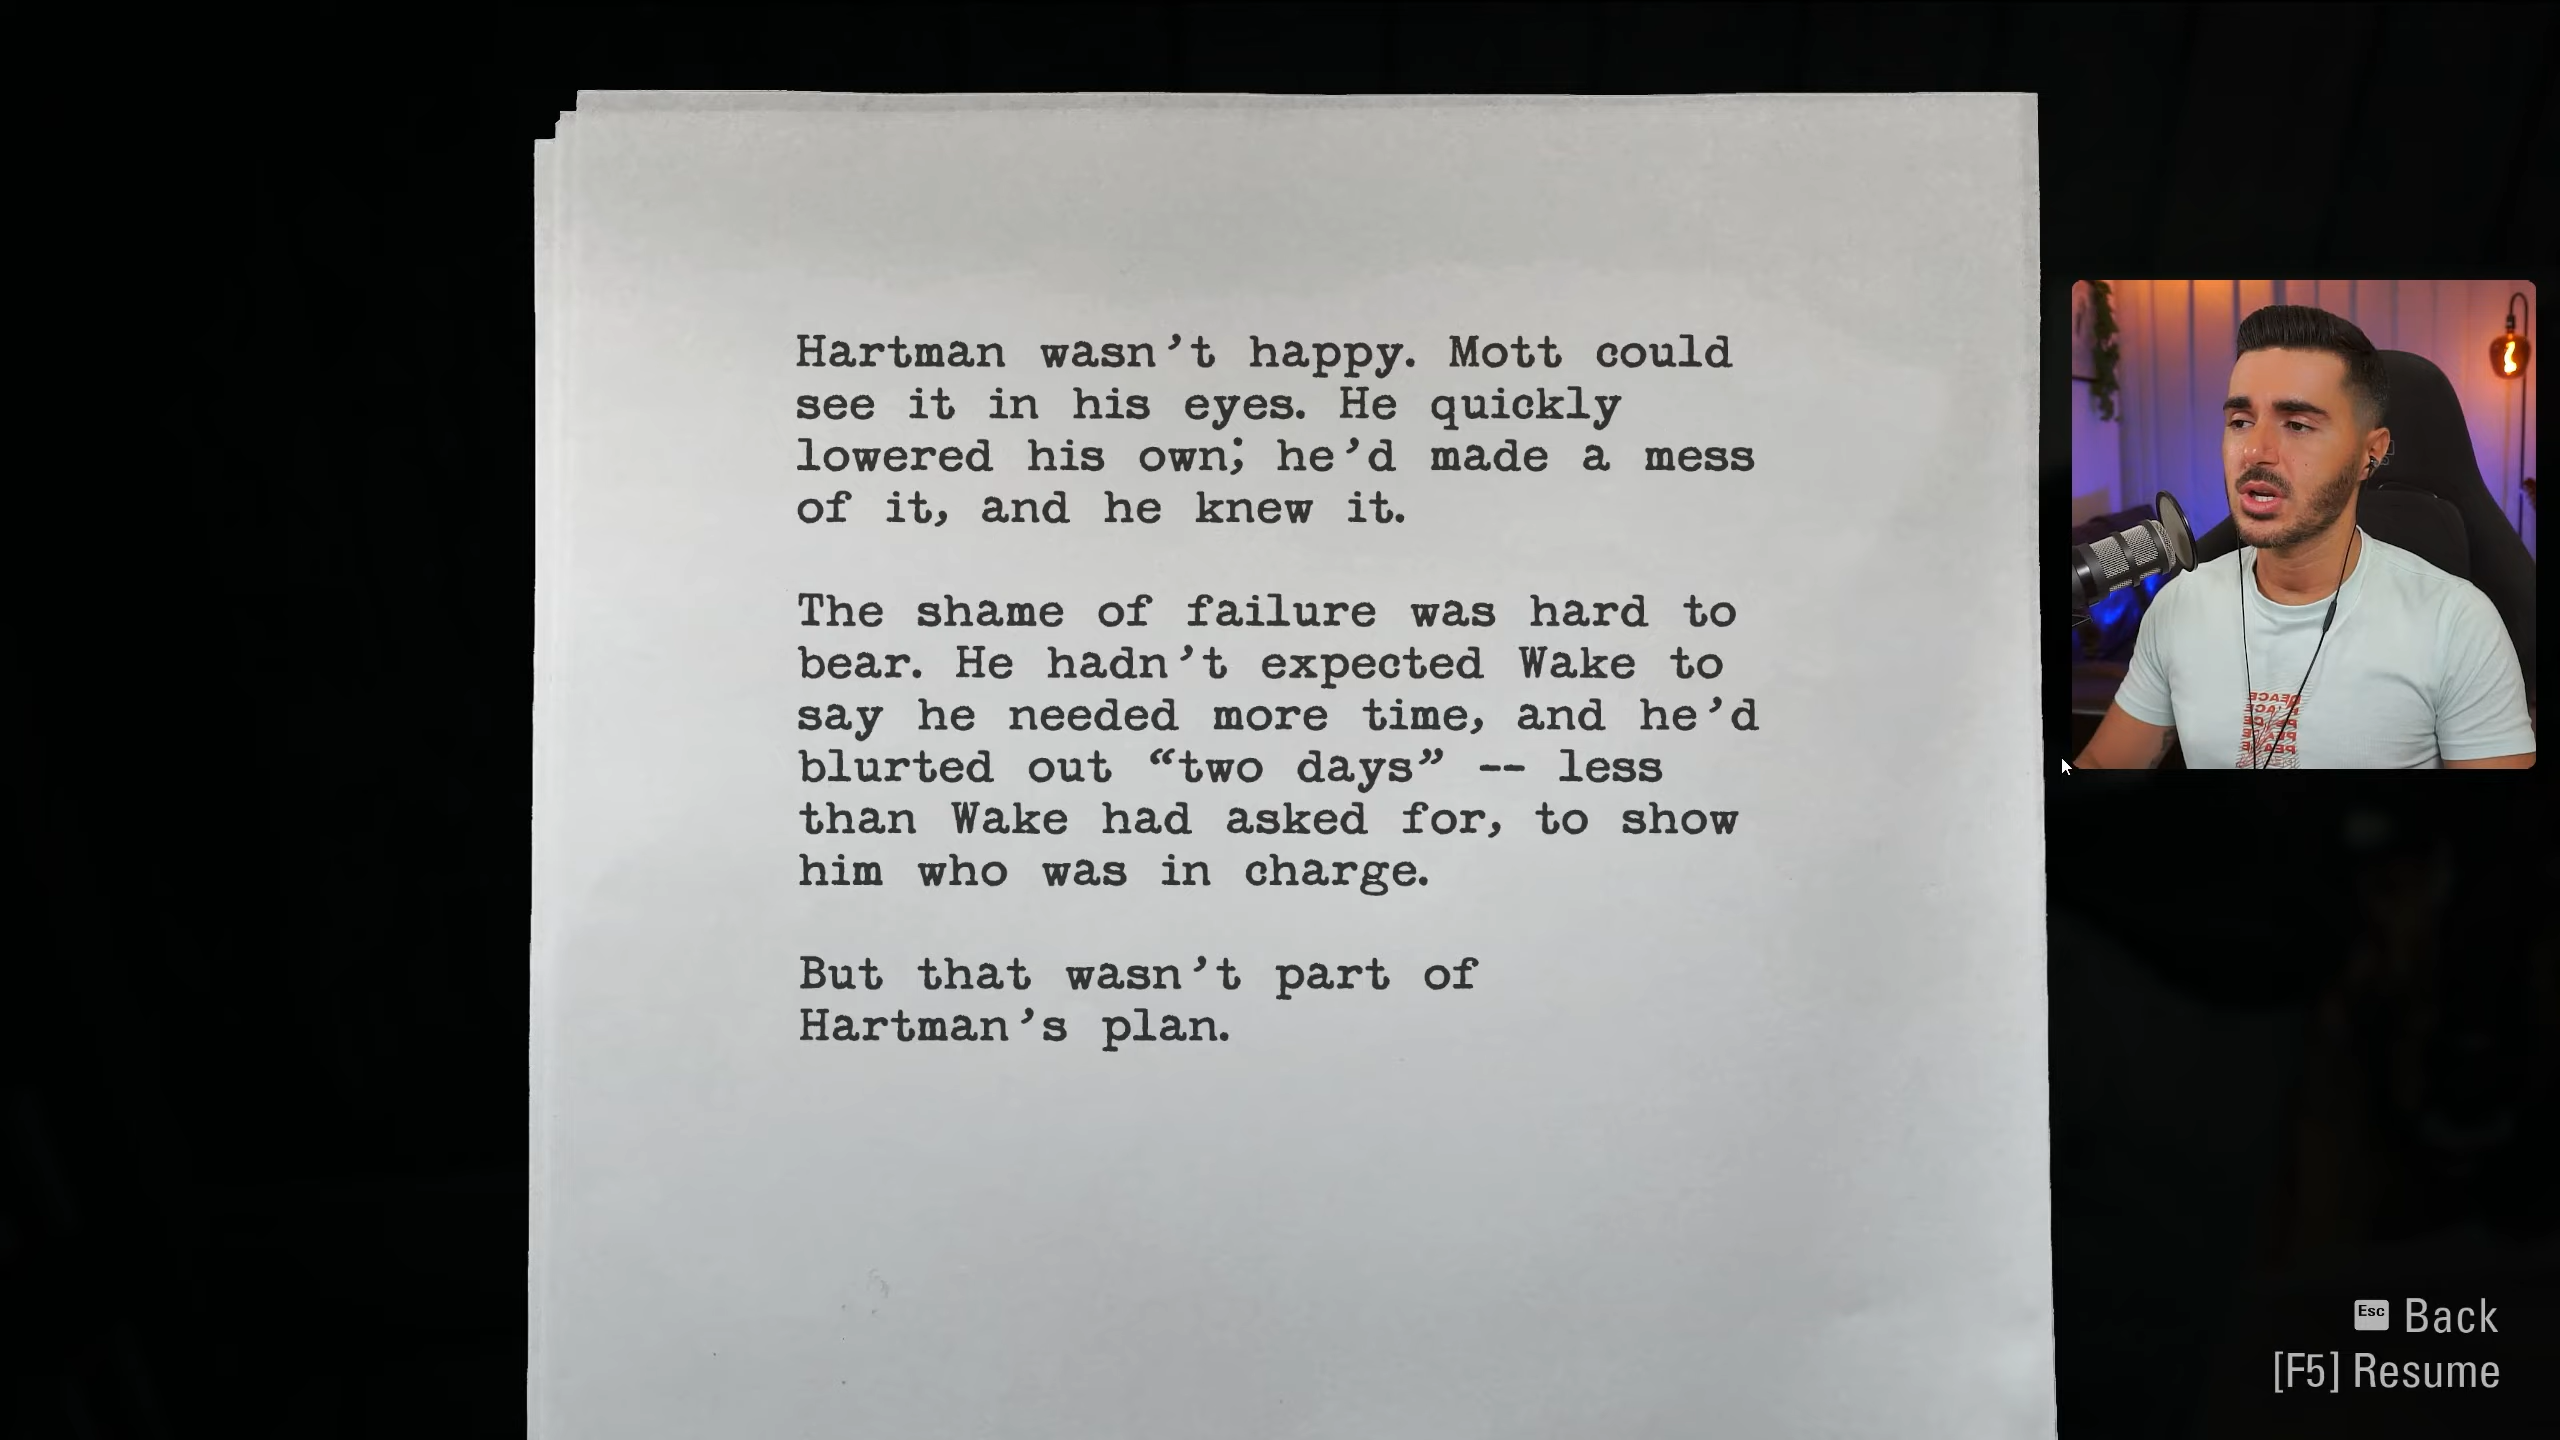 Hartman wasn’t happy. Mott could
see it in his eyes. He quickly
lowered his own; he’d made a mess
of it, and he knew it.
The shame of failure was hard to
bear. He hadn’t expected Wake to
say he needed more time, and he’d
blurted out “two days” -- less
than Wake had asked for, to show
him who was in charge.
But that wasn’t part of
Hartman’s plan.
Esc Back
[F5] Resume